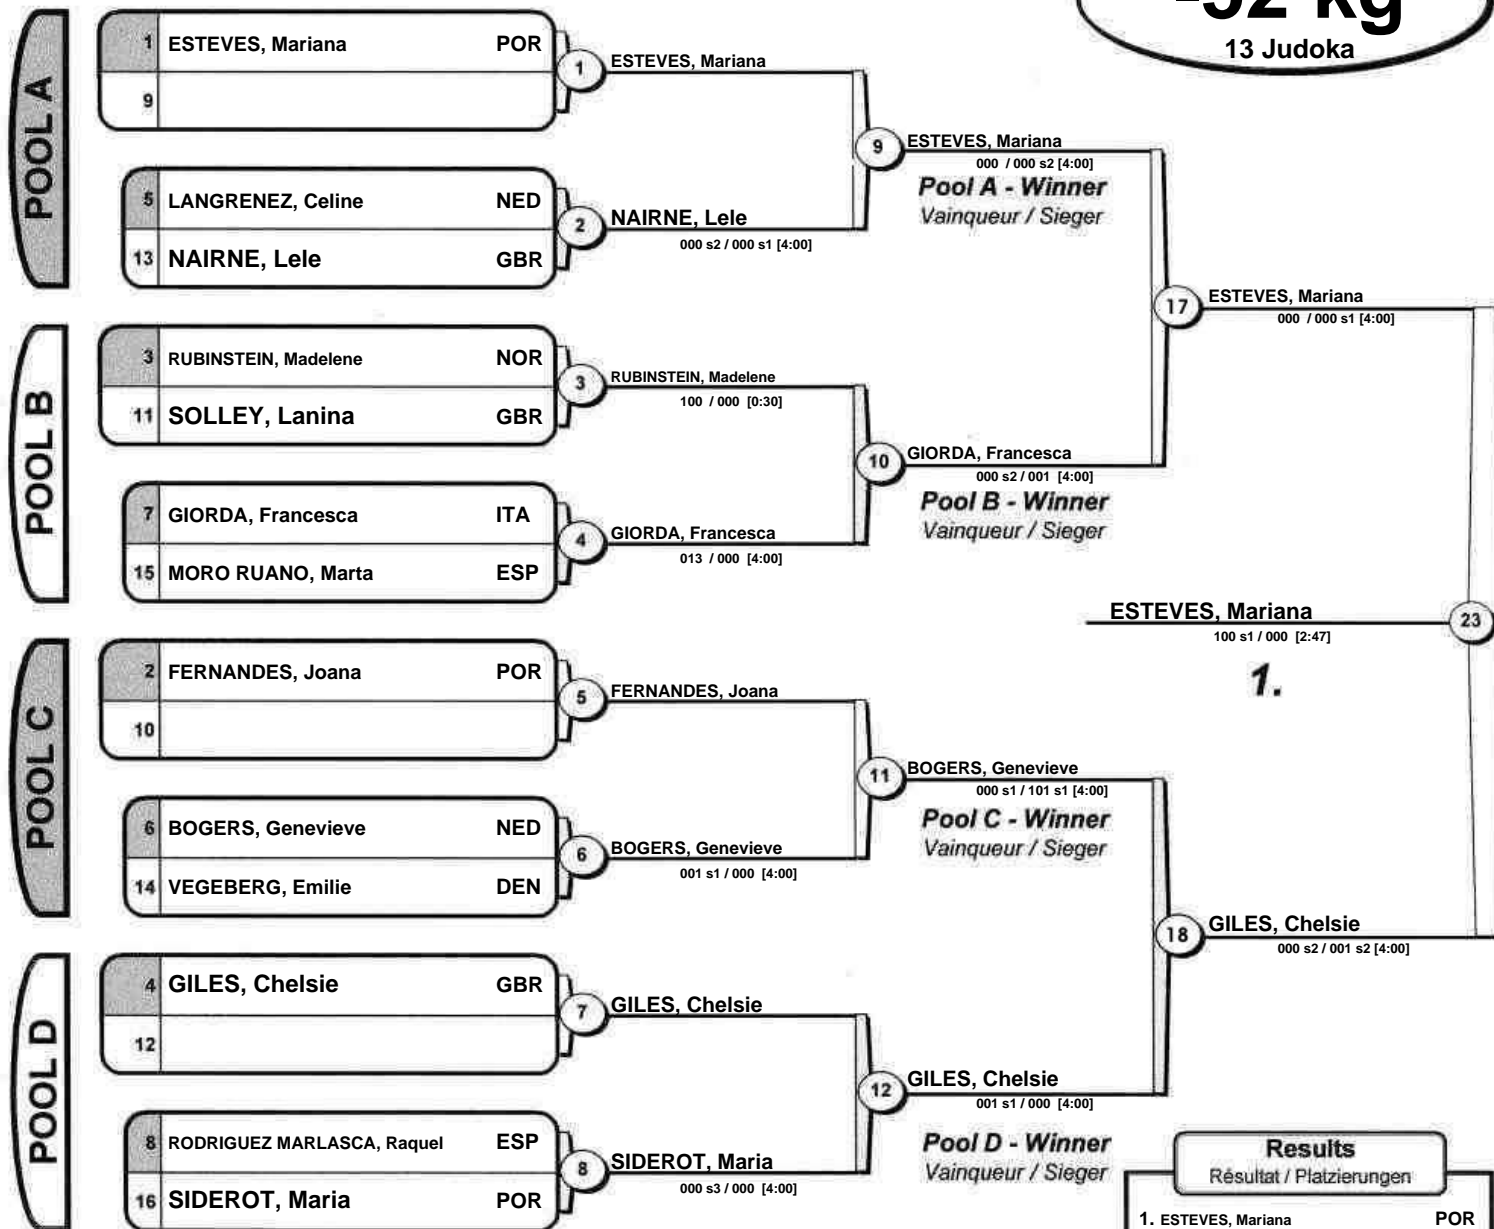 -52 kg
13 Judoka
POOL A
1 ESTEVES, Mariana POR
9
1 ESTEVES, Mariana
5 LANGRENEZ, Celine NED
13 NAIRNE, Lele GBR
2 NAIRNE, Lele
000 s2 / 000 s1 [4:00]
9 ESTEVES, Mariana
000 / 000 s2 [4:00]
Pool A - Winner
Vainqueur / Sieger
POOL B
3 RUBINSTEIN, Madelene NOR
11 SOLLEY, Lanina GBR
3 RUBINSTEIN, Madelene
100 / 000 [0:30]
7 GIORDA, Francesca ITA
15 MORO RUANO, Marta ESP
4 GIORDA, Francesca
013 / 000 [4:00]
10 GIORDA, Francesca
000 s2 / 001 [4:00]
Pool B - Winner
Vainqueur / Sieger
17 ESTEVES, Mariana
000 / 000 s1 [4:00]
POOL C
2 FERNANDES, Joana POR
10
5 FERNANDES, Joana
6 BOGERS, Genevieve NED
14 VEGEBERG, Emilie DEN
6 BOGERS, Genevieve
001 s1 / 000 [4:00]
11 BOGERS, Genevieve
000 s1 / 101 s1 [4:00]
Pool C - Winner
Vainqueur / Sieger
POOL D
4 GILES, Chelsie GBR
12
7 GILES, Chelsie
8 RODRIGUEZ MARLASCA, Raquel ESP
16 SIDEROT, Maria POR
8 SIDEROT, Maria
000 s3 / 000 [4:00]
12 GILES, Chelsie
001 s1 / 000 [4:00]
Pool D - Winner
Vainqueur / Sieger
18 GILES, Chelsie
000 s2 / 001 s2 [4:00]
ESTEVES, Mariana 23
100 s1 / 000 [2:47]
1.
Results
Résultat / Platzierungen
1. ESTEVES, Mariana POR